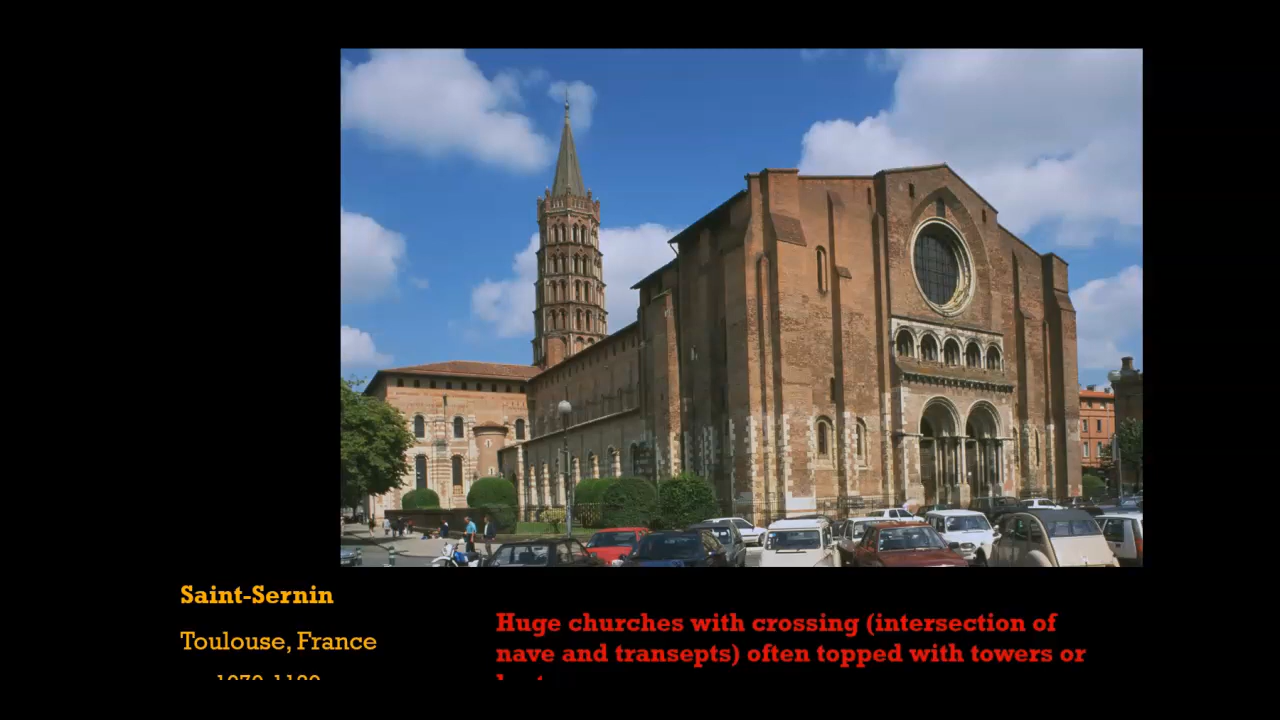 Saint-Sernin
Toulouse, France
Huge churches with crossing (intersection of
nave and transepts) often topped with towers or